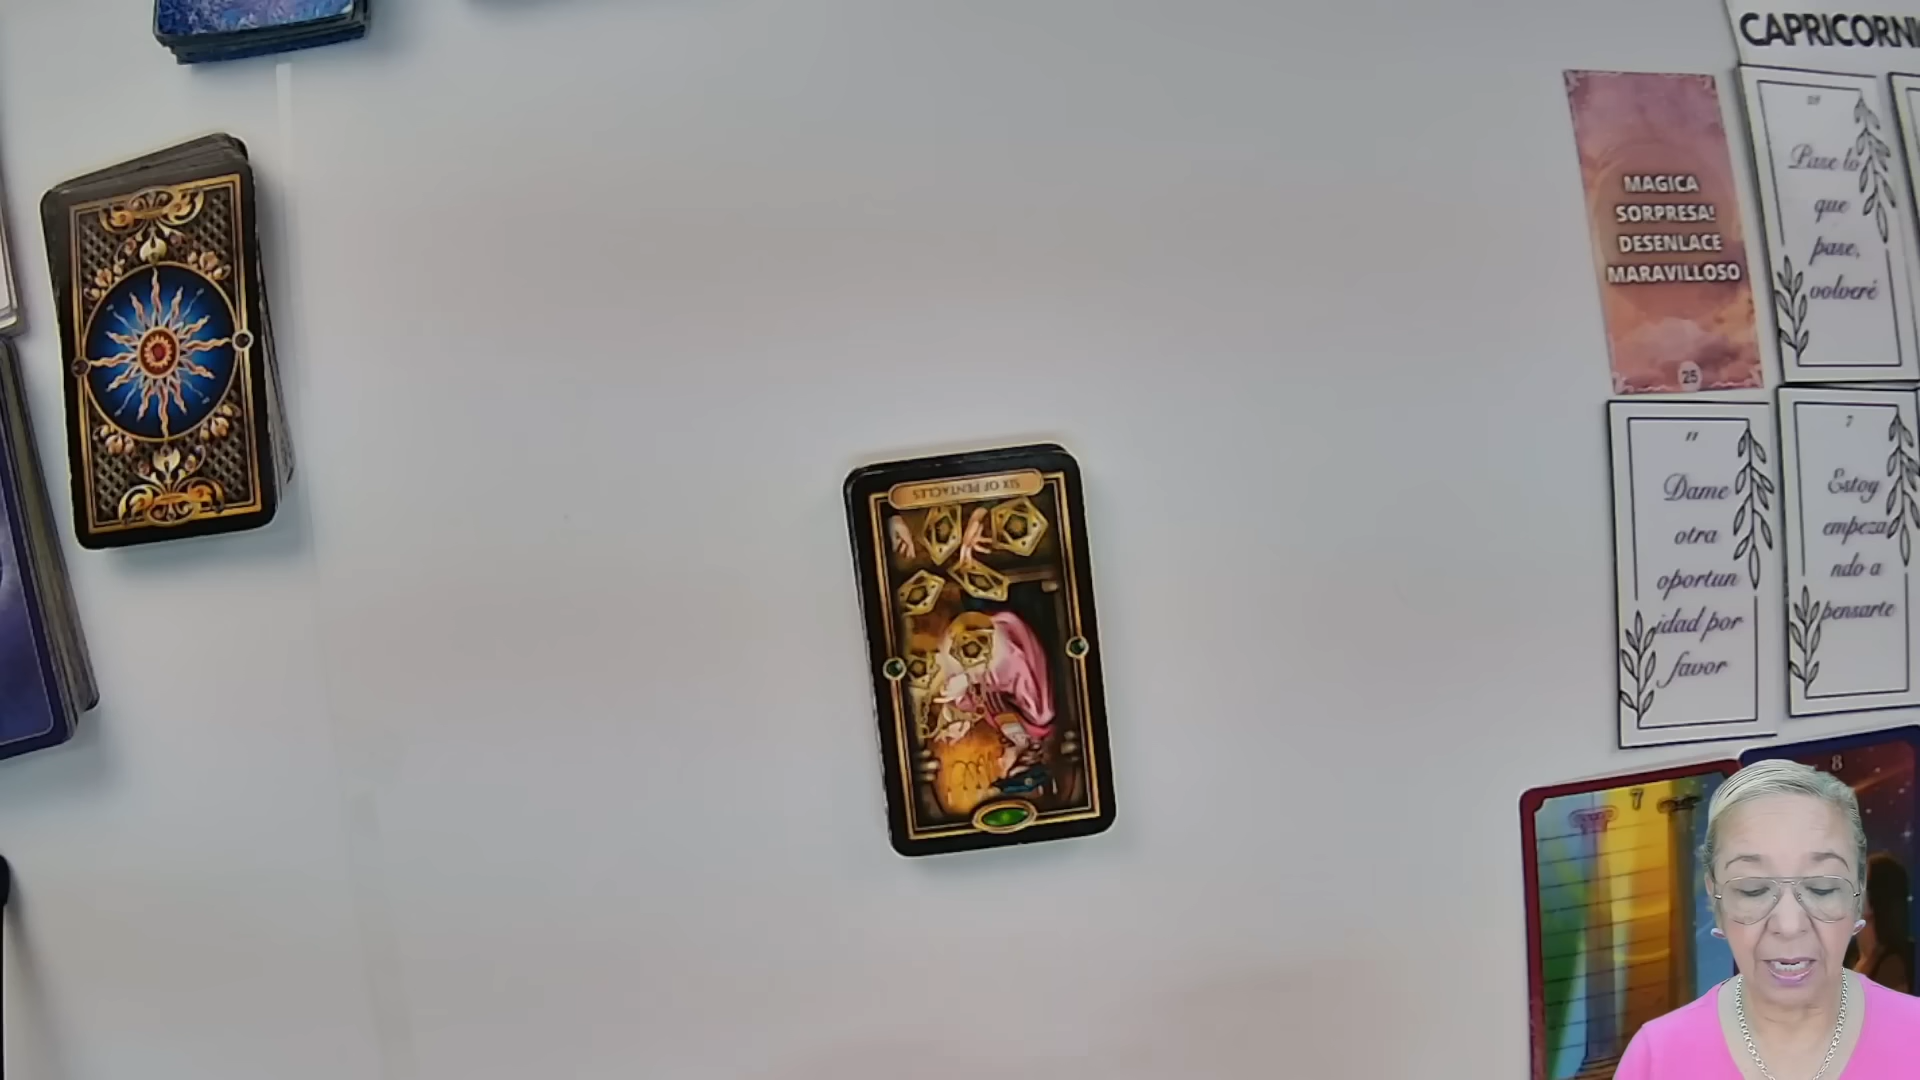 CAPRICORNI
MAGICA
SORPRESA!
DESENLACE
MARAVILLOSO
25
Pase lo
que
pase,
volveré
11
Dame
otra
oportun
idad por
favor
7
Estoy
empeza
ndo a
pensarte
SIX OF PENTACLES
7
8